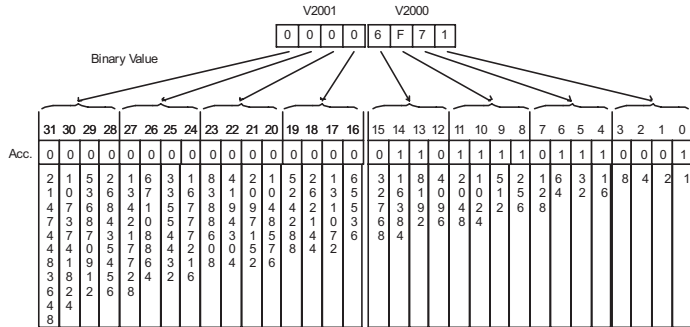 V2001 V2000
0 0 0 0 6 F 7 1
Binary Value
31 30 29 28 27 26 25 24 23 22 21 20 19 18 17 16 15 14 13 12 11 10 9 8 7 6 5 4 3 2 1 0
Acc. 0 0 0 0 0 0 0 0 0 0 0 0 0 0 0 0 0 1 1 0 1 1 1 1 0 1 1 1 0 0 0 1
2147483648 1073741824 536870912 268435456 134217728 67108864 33554432 16777216 8388608 4194304 2097152 1048576 524288 262144 131072 65536 32768 16384 8192 4096 2048 1024 512 256 128 64 32 16 8 4 2 1